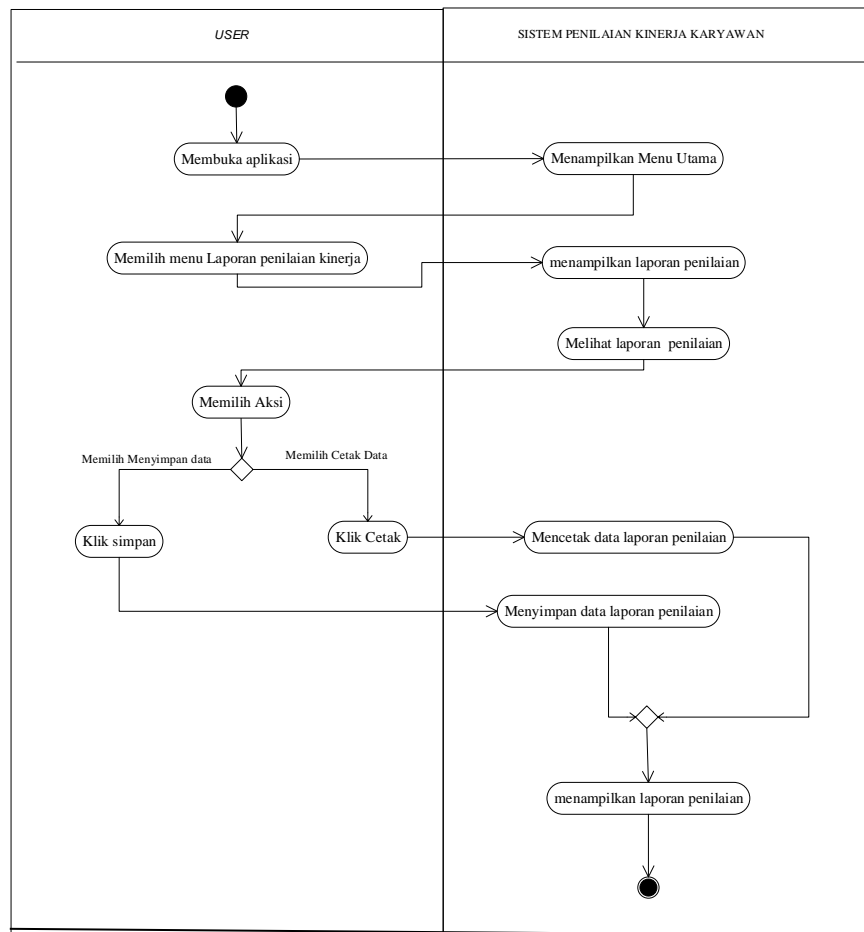 USER
SISTEM PENILAIAN KINERJA KARYAWAN
Membuka aplikasi
Menampilkan Menu Utama
Memilih menu Laporan penilaian kinerja
menampilkan laporan penilaian
Melihat laporan penilaian
Memilih Aksi
Memilih Menyimpan data
Memilih Cetak Data
Klik simpan
Klik Cetak
Mencetak data laporan penilaian
Menyimpan data laporan penilaian
menampilkan laporan penilaian